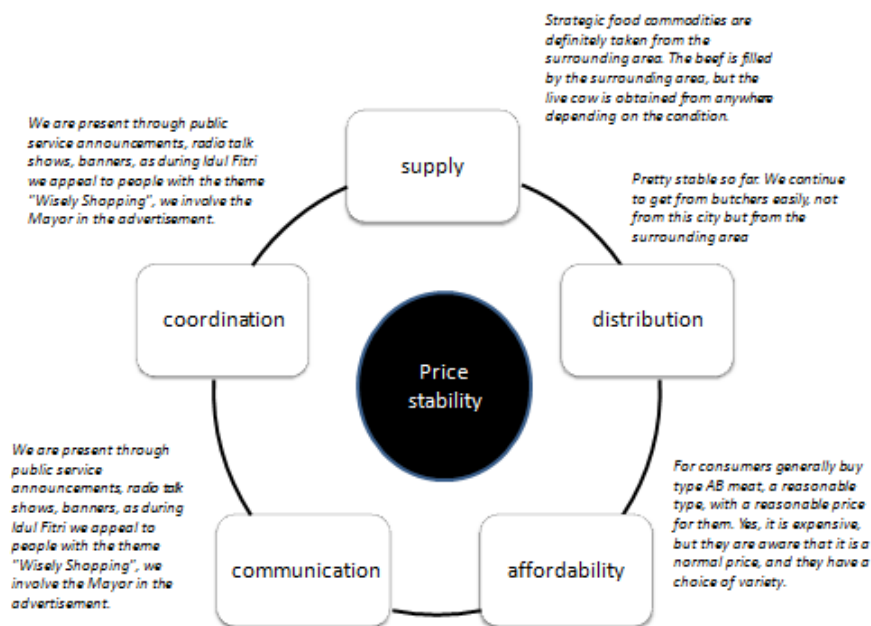 Strategic food commodities are
definitely taken from the
surrounding area. The beef is filled
by the surrounding area, but the
live cow is obtained from anywhere
depending on the condition.
We are present through public
service announcements, radio talk
shows, banners, as during Idul Fitri
we appeal to people with the theme
"Wisely Shopping", we involve the
Mayor in the advertisement.
supply
Pretty stable so far. We continue
to get from butchers easily, not
from this city but from the
surrounding area
coordination
distribution
Price
stability
We are present through
public service
announcements, radio talk
shows, banners, as during
Idul Fitri we appeal to
people with the theme
"Wisely Shopping", we
involve the Mayor in the
advertisement.
For consumers generally buy
type AB meat, a reasonable
type, with a reasonable price
for them. Yes, it is expensive,
but they are aware that it is a
normal price, and they have a
choice of variety.
communication
affordability